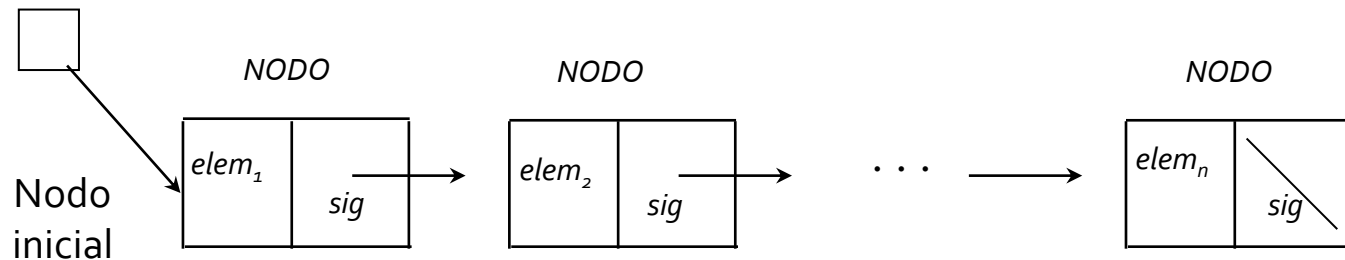 NODO
NODO
NODO
elem₁
sig
elem₂
sig
. . .
elemₙ
sig
Nodo
inicial